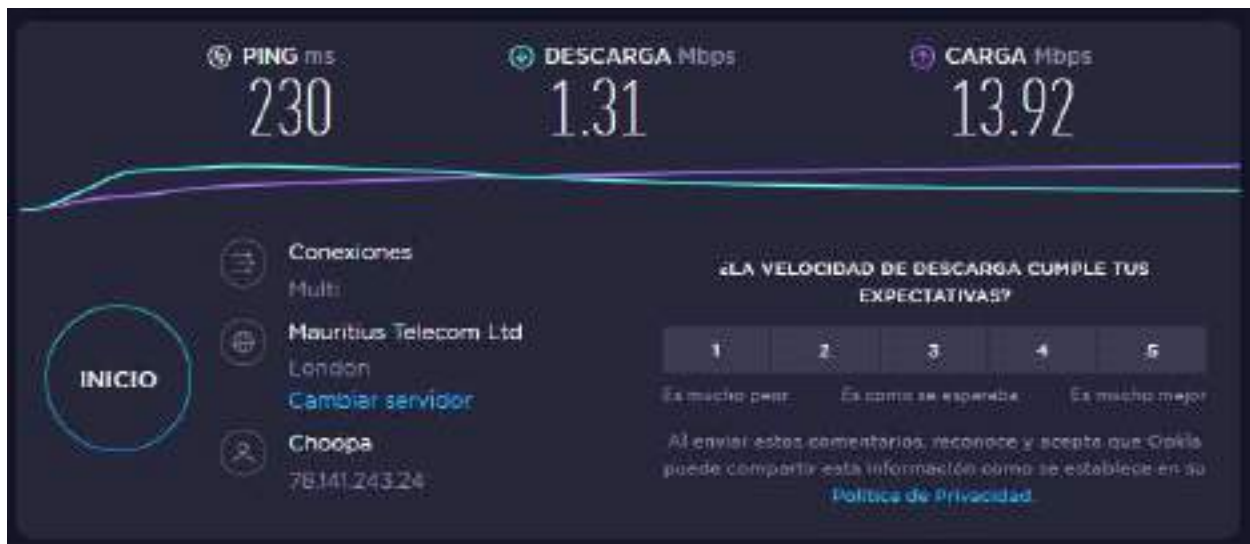 PING ms
230
DESCARGA Mbps
1.31
CARGA Mbps
13.92
INICIO
Conexiones
Multi
Mauritius Telecom Ltd
London
Cambiar servidor
Choopa
78.141.243.24
¿LA VELOCIDAD DE DESCARGA CUMPLE TUS
EXPECTATIVAS?
1 2 3 4 5
Es mucho peor Es como se esperaba Es mucho mejor
Al enviar estos comentarios, reconoce y acepta que Ookla
puede compartir esta información como se establece en su
Política de Privacidad.